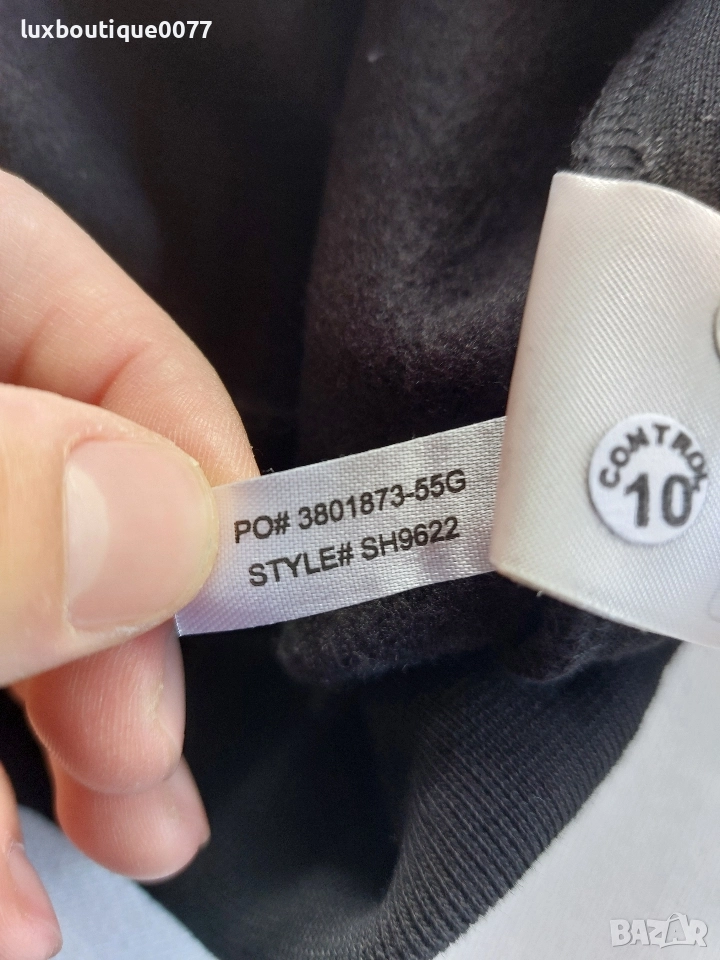 luxboutique0077
PO# 3801873-55G
STYLE# SH9622
CONTROL
10
BAZAR